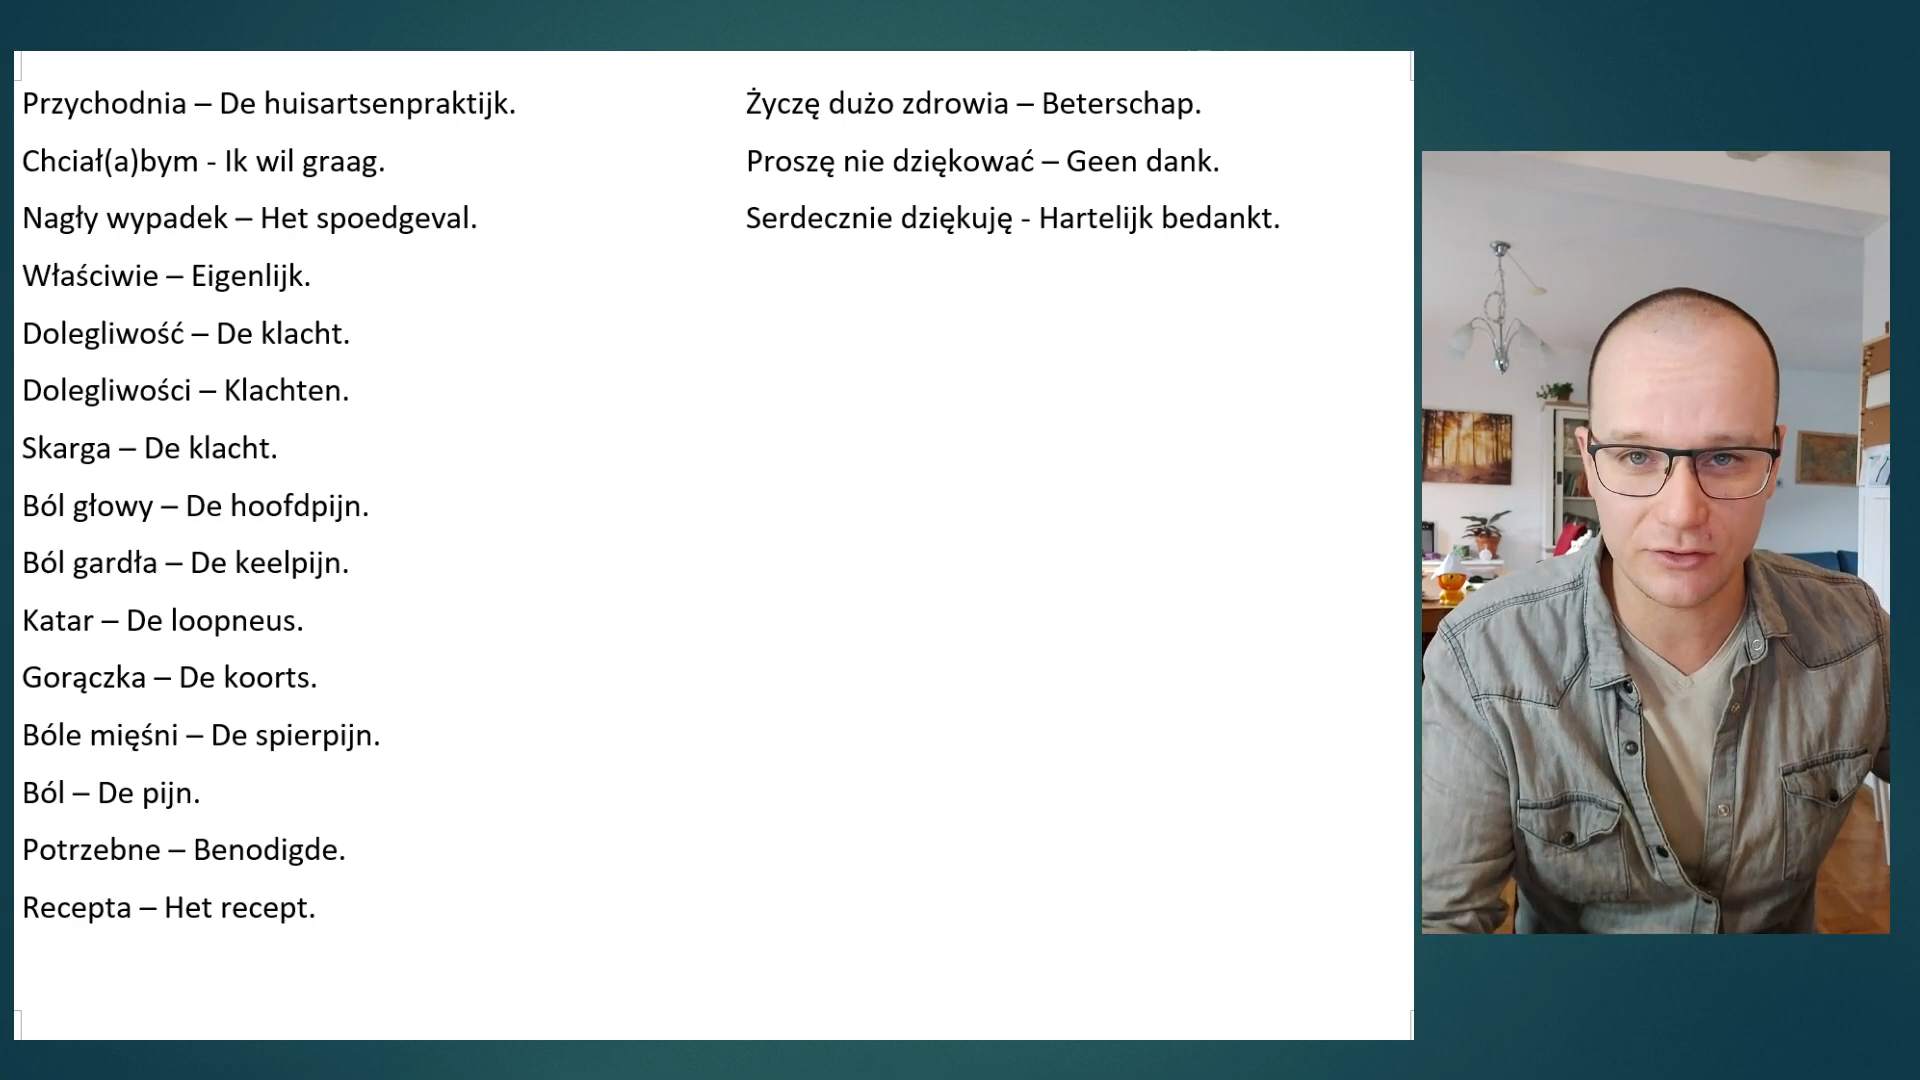 Przychodnia – De huisartsenpraktijk.
Chciał(a)bym - Ik wil graag.
Nagły wypadek – Het spoedgeval.
Właściwie – Eigenlijk.
Dolegliwość – De klacht.
Dolegliwości – Klachten.
Skarga – De klacht.
Ból głowy – De hoofdpijn.
Ból gardła – De keelpijn.
Katar – De loopneus.
Gorączka – De koorts.
Bóle mięśni – De spierpijn.
Ból – De pijn.
Potrzebne – Benodigde.
Recepta – Het recept.
Życzę dużo zdrowia – Beterschap.
Proszę nie dziękować – Geen dank.
Serdecznie dziękuję - Hartelijk bedankt.